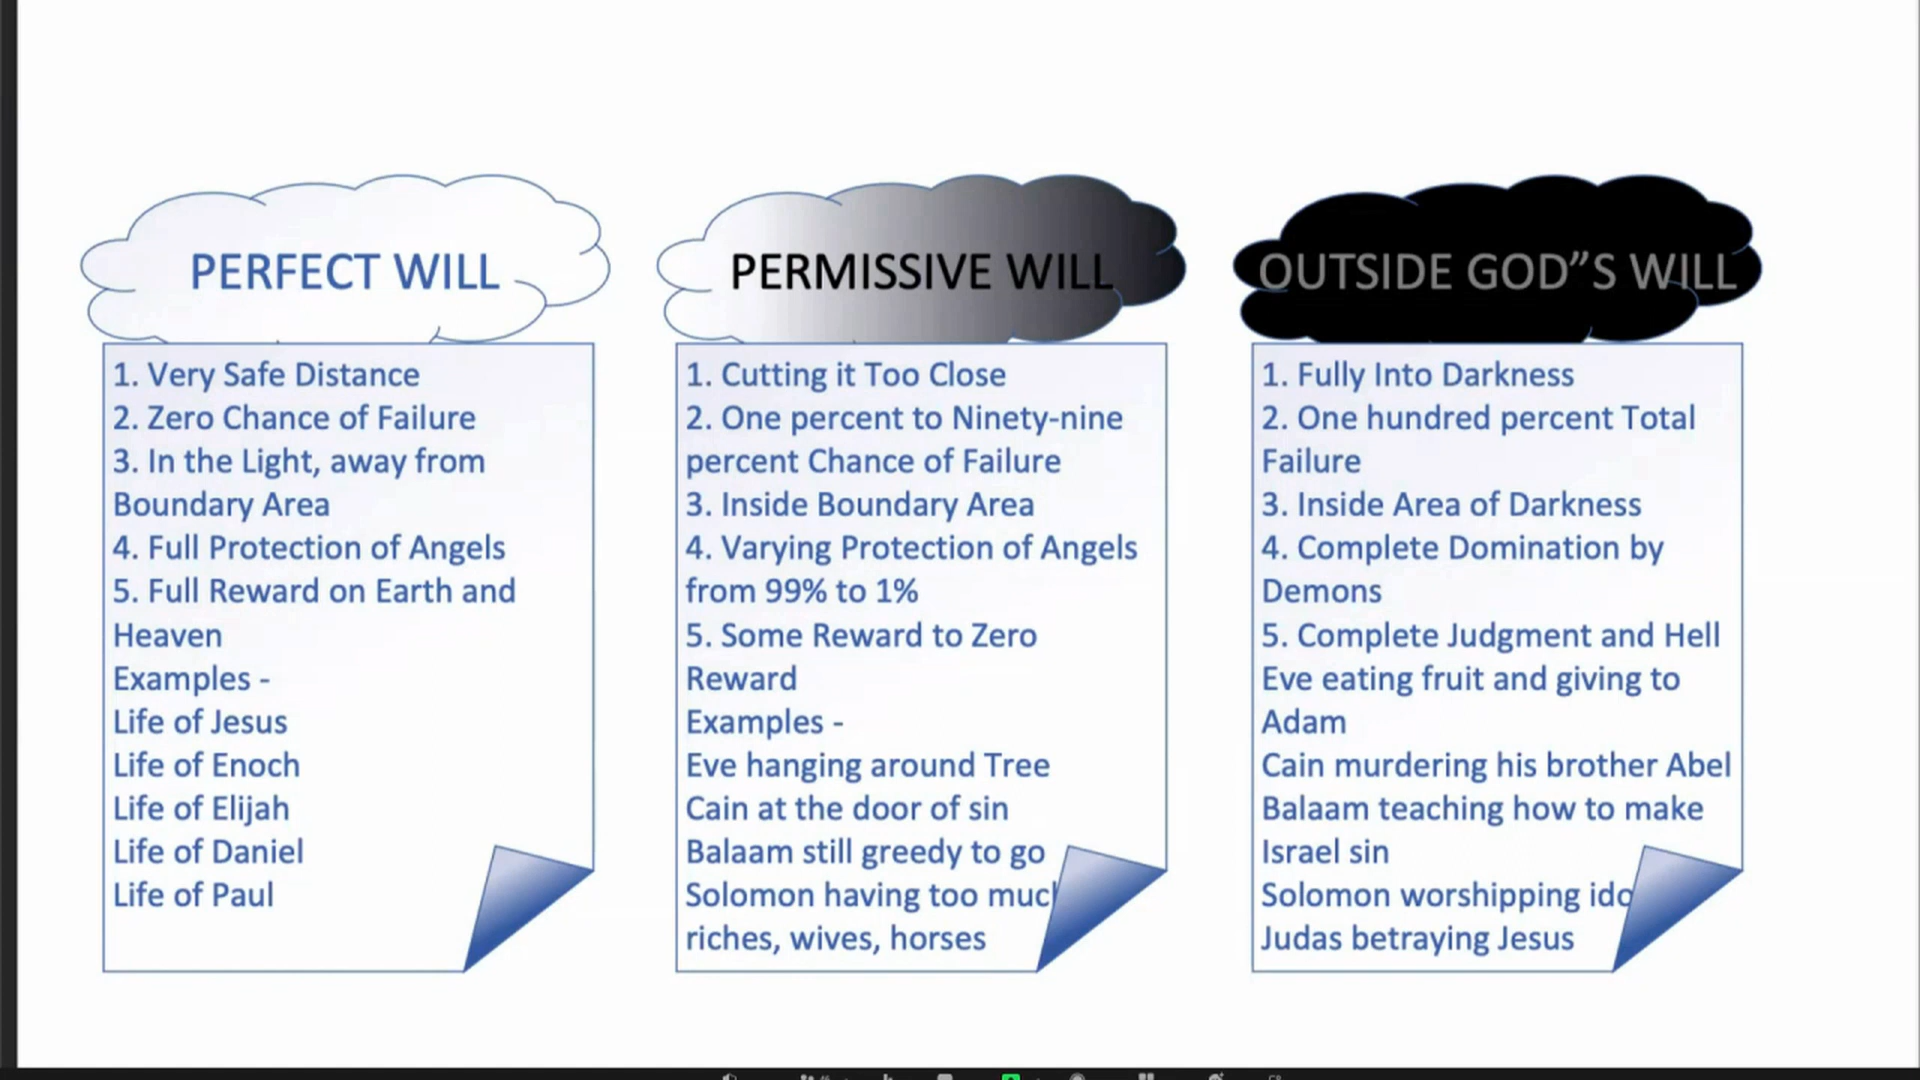 PERFECT WILL
1. Very Safe Distance
2. Zero Chance of Failure
3. In the Light, away from
Boundary Area
4. Full Protection of Angels
5. Full Reward on Earth and
Heaven
Examples -
Life of Jesus
Life of Enoch
Life of Elijah
Life of Daniel
Life of Paul
PERMISSIVE WILL
1. Cutting it Too Close
2. One percent to Ninety-nine
percent Chance of Failure
3. Inside Boundary Area
4. Varying Protection of Angels
from 99% to 1%
5. Some Reward to Zero
Reward
Examples -
Eve hanging around Tree
Cain at the door of sin
Balaam still greedy to go
Solomon having too much
riches, wives, horses
OUTSIDE GOD”S WILL
1. Fully Into Darkness
2. One hundred percent Total
Failure
3. Inside Area of Darkness
4. Complete Domination by
Demons
5. Complete Judgment and Hell
Eve eating fruit and giving to
Adam
Cain murdering his brother Abel
Balaam teaching how to make
Israel sin
Solomon worshipping
Judas betraying Jesus